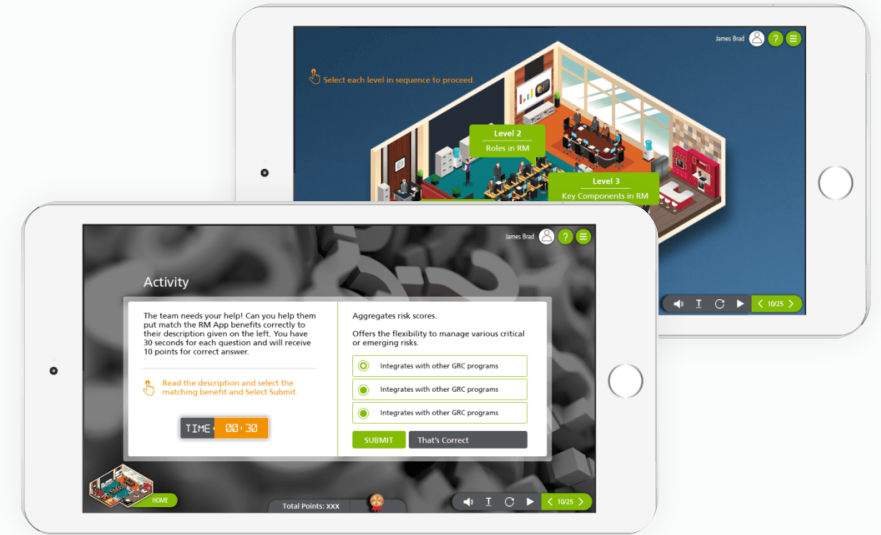 James Brad
?
Select each level in sequence to proceed.
Level 2
Roles in RM
Level 3
Key Components in RM
10/25
James Brad
?
Activity
The team needs your help! Can you help them
put match the RM App benefits correctly to
their description given on the left. You have
30 seconds for each question and will receive
10 points for correct answer.
Read the description and select the
matching benefit and Select Submit.
TIME: 00:30
Aggregates risk scores.
Offers the flexibility to manage various critical
or emerging risks.
Integrates with other GRC programs
Integrates with other GRC programs
Integrates with other GRC programs
SUBMIT
That's Correct
HOME
Total Points: xxx
10/25